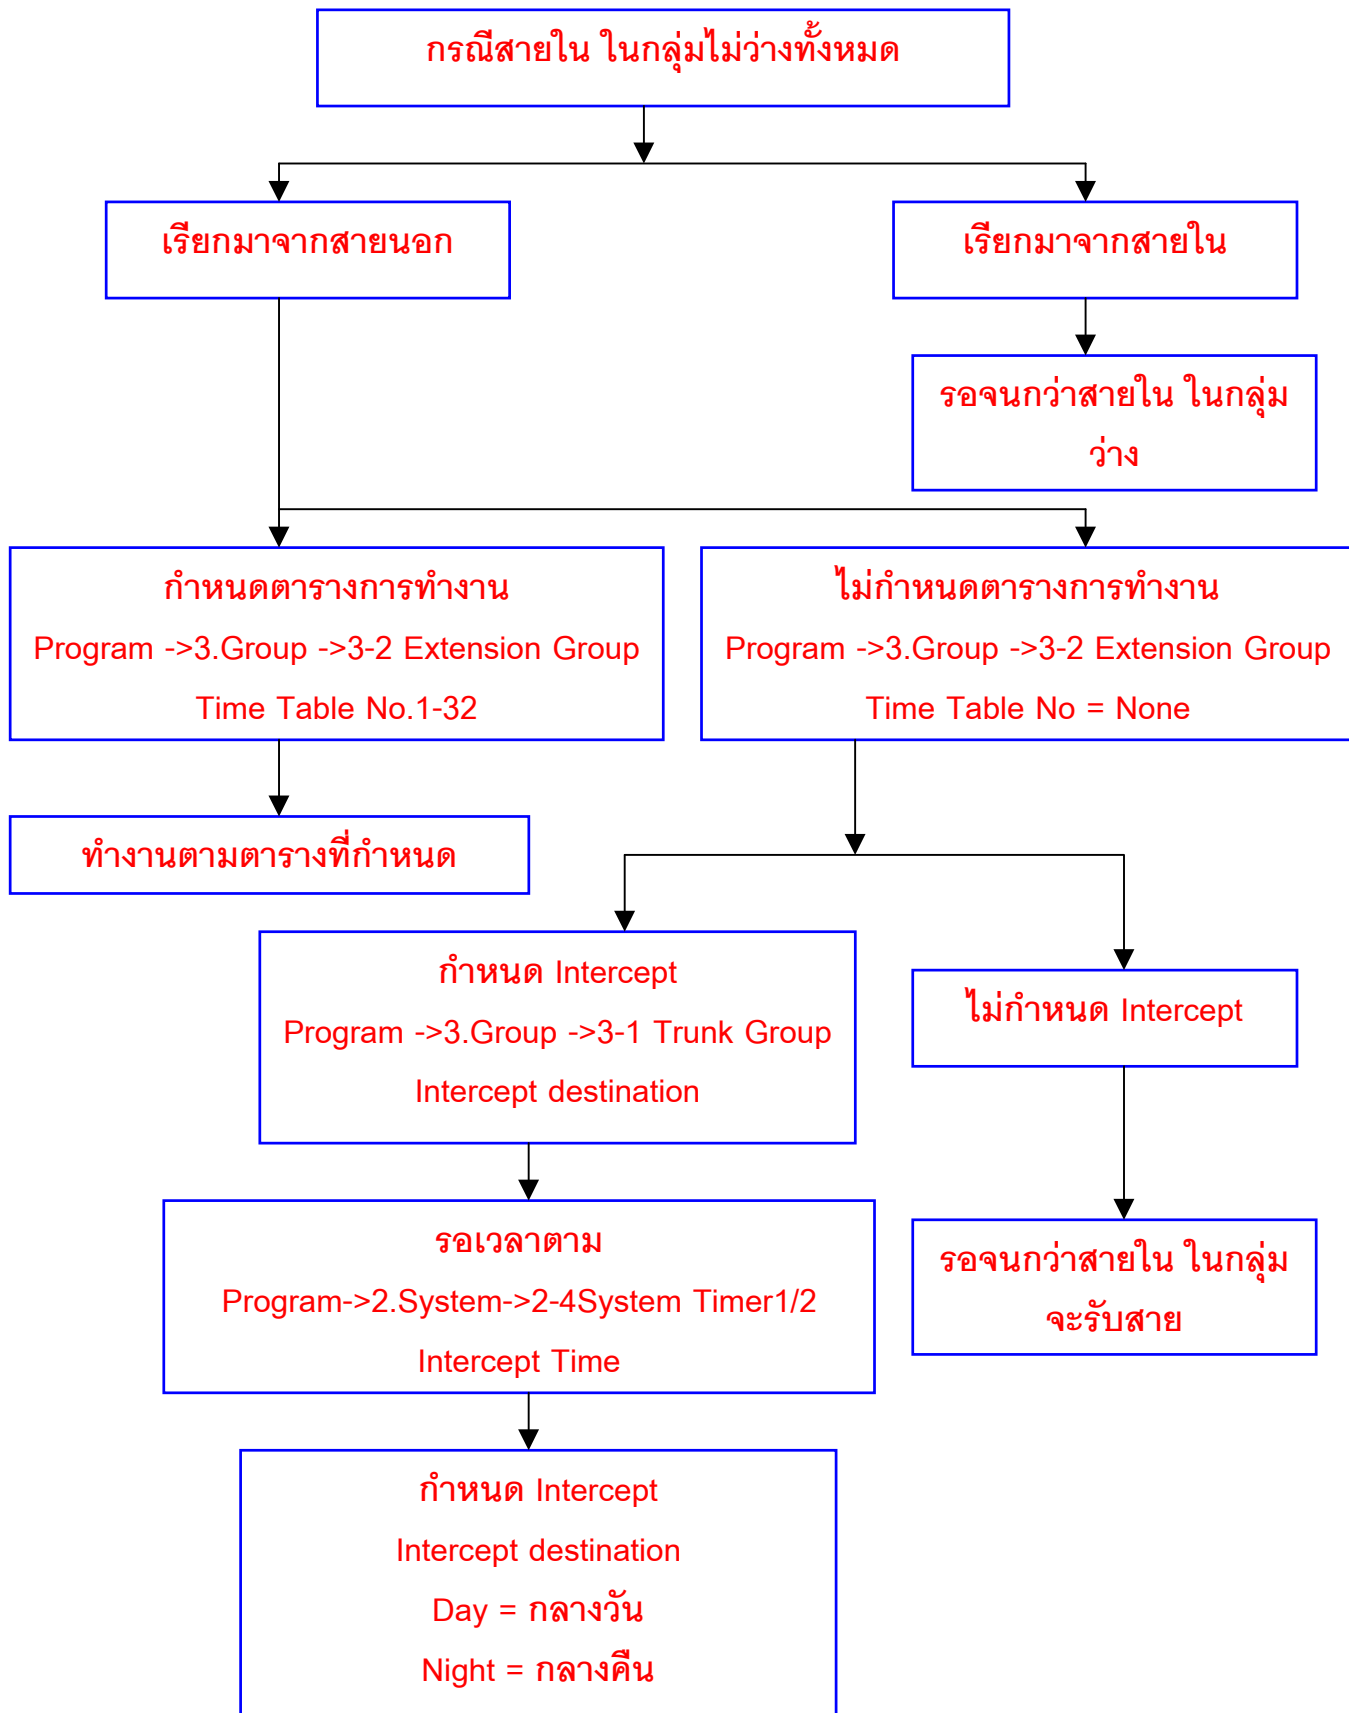 กรณีสายใน ในกลุ่มไม่ว่างทั้งหมด
เรียกมาจากสายนอก
เรียกมาจากสายใน
รอจนกว่าสายใน ในกลุ่ม
ว่าง
กำหนดตารางการทำงาน
Program ->3.Group ->3-2 Extension Group
Time Table No.1-32
ไม่กำหนดตารางการทำงาน
Program ->3.Group ->3-2 Extension Group
Time Table No = None
ทำงานตามตารางที่กำหนด
กำหนด Intercept
Program ->3.Group ->3-1 Trunk Group
Intercept destination
ไม่กำหนด Intercept
รอเวลาตาม
Program->2.System->2-4System Timer1/2
Intercept Time
รอจนกว่าสายใน ในกลุ่ม
จะรับสาย
กำหนด Intercept
Intercept destination
Day = กลางวัน
Night = กลางคืน